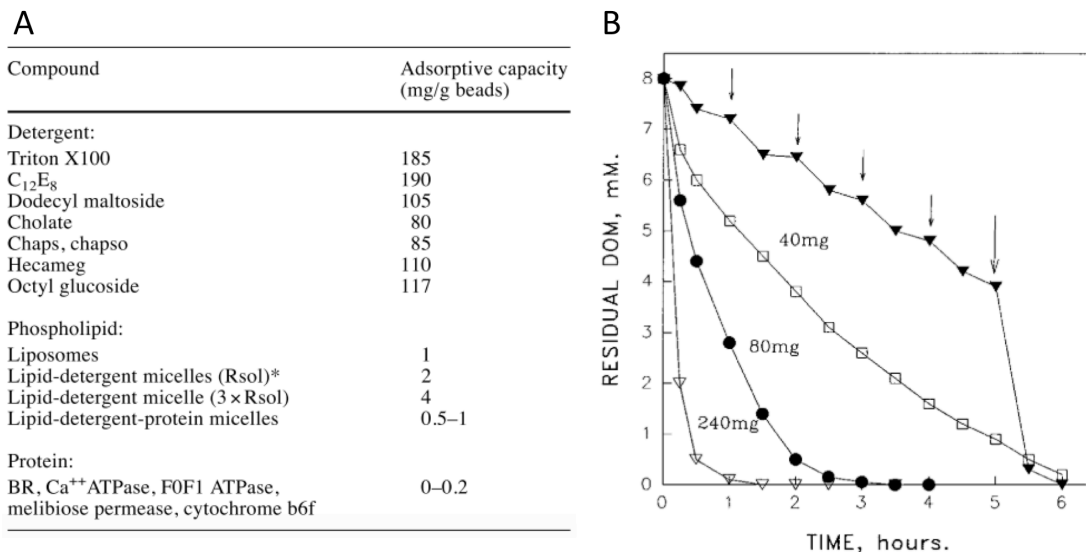 A
Compound Adsorptive capacity
(mg/g beads)
Detergent:
Triton X100 185
C₁₂E₈ 190
Dodecyl maltoside 105
Cholate 80
Chaps, chapso 85
Hecameg 110
Octyl glucoside 117
Phospholipid:
Liposomes 1
Lipid-detergent micelles (Rsol)* 2
Lipid-detergent micelle (3 × Rsol) 4
Lipid-detergent-protein micelles 0.5–1
Protein:
BR, Ca⁺⁺ATPase, F0F1 ATPase, 0–0.2
melibiose permease, cytochrome b6f
B
RESIDUAL DOM, mM.
8
7
6
5
4
3
2
1
0
40mg
80mg
240mg
0 1 2 3 4 5 6
TIME, hours.